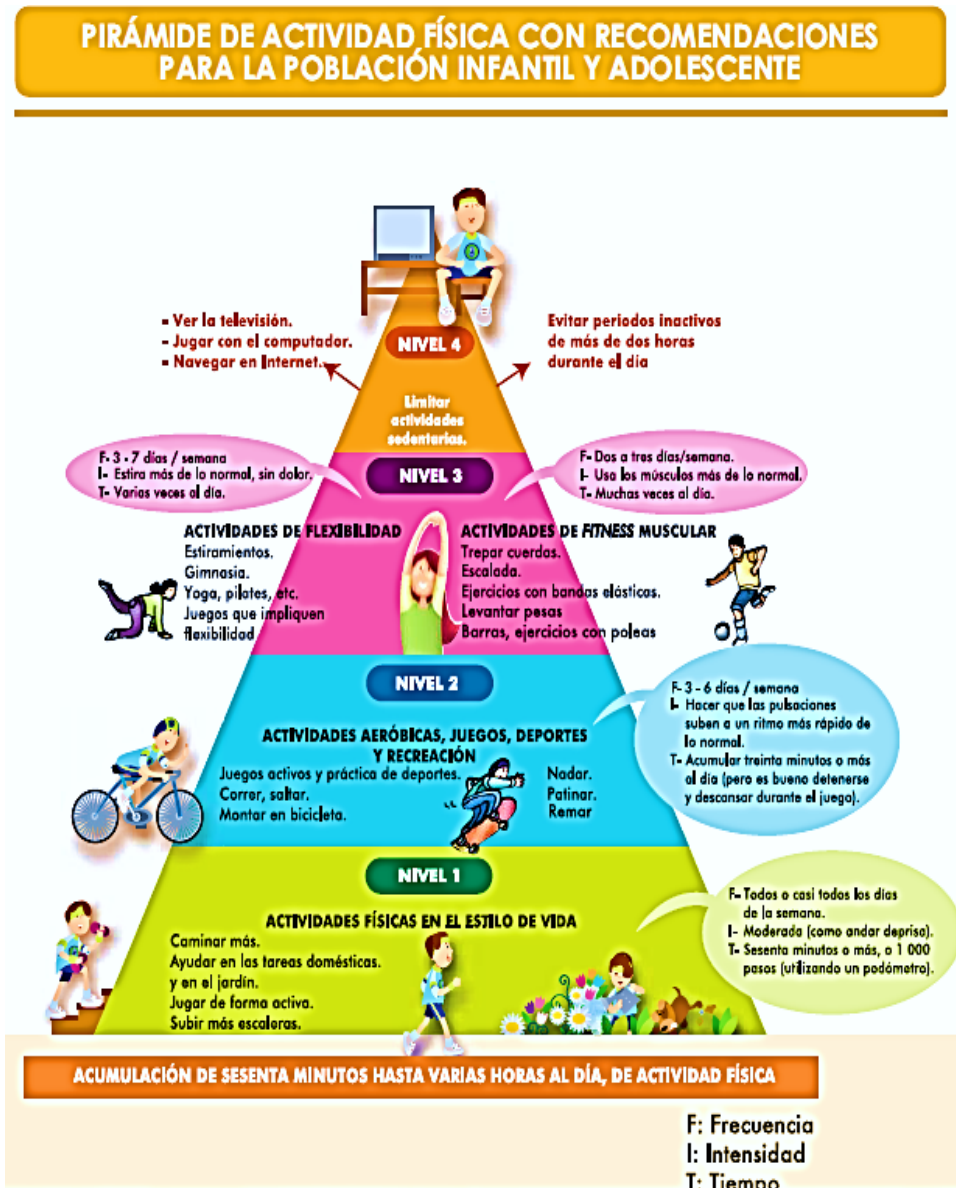 PIRÁMIDE DE ACTIVIDAD FÍSICA CON RECOMENDACIONES
PARA LA POBLACIÓN INFANTIL Y ADOLESCENTE
- Ver la televisión.
- Jugar con el computador.
- Navegar en Internet.
NIVEL 4
Evitar periodos inactivos
de más de dos horas
durante el día
Limitar
actividades
sedentarias.
F- 3 - 7 días / semana
I- Estira más de lo normal, sin dolor.
T- Varias veces al día.
NIVEL 3
F- Dos a tres días/semana.
I- Usa los músculos más de lo normal.
T- Muchas veces al día.
ACTIVIDADES DE FLEXIBILIDAD
Estiramientos.
Gimnasia.
Yoga, pilates, etc.
Juegos que impliquen
flexibilidad
ACTIVIDADES DE FITNESS MUSCULAR
Trepar cuerdas.
Escalada.
Ejercicios con bandas elásticas.
Levantar pesas
Barras, ejercicios con poleas
NIVEL 2
ACTIVIDADES AERÓBICAS, JUEGOS, DEPORTES
Y RECREACIÓN
Juegos activos y práctica de deportes.
Correr, saltar.
Montar en bicicleta.
Nadar.
Patinar.
Remar
F- 3 - 6 días / semana
I- Hacer que las pulsaciones
suben a un ritmo más rápido de
lo normal.
T- Acumular treinta minutos o más
al día (pero es bueno detenerse
y descansar durante el juego).
NIVEL 1
ACTIVIDADES FÍSICAS EN EL ESTILO DE VIDA
Caminar más.
Ayudar en las tareas domésticas.
y en el jardín.
Jugar de forma activa.
Subir más escaleras.
F- Todos o casi todos los días
de la semana.
I- Moderada (como andar deprisa).
T- Sesenta minutos o más, o 1 000
pasos (utilizando un podómetro).
ACUMULACIÓN DE SESENTA MINUTOS HASTA VARIAS HORAS AL DÍA, DE ACTIVIDAD FÍSICA
F: Frecuencia
I: Intensidad
T: Tiempo